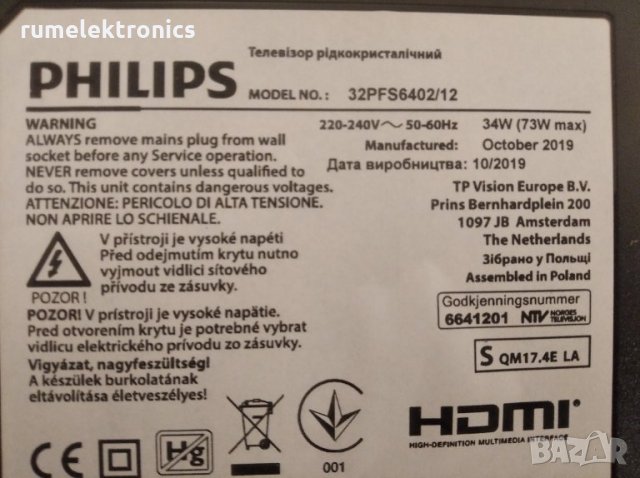 rumelektronics
Телевізор рідкокристалічний
PHILIPS MODEL NO.: 32PFS6402/12
WARNING
ALWAYS remove mains plug from wall
socket before any Service operation.
NEVER remove covers unless qualified to
do so. This unit contains dangerous voltages.
ATTENZIONE: PERICOLO DI ALTA TENSIONE.
NON APRIRE LO SCHIENALE.
220-240V~ 50-60Hz 34W (73W max)
Manufactured: October 2019
Дата виробництва: 10/2019
TP Vision Europe B.V.
Prins Bernhardplein 200
1097 JB Amsterdam
The Netherlands
Зібрано у Польщі
Assembled in Poland
V přístroji je vysoké napětí
Před odejmutím krytu nutno
vyjmout vidlici síťového
přívodu ze zásuvky.
POZOR !
POZOR! V prístroji je vysoké napätie.
Pred otvorením krytu je potrebné vybrat
vidlicu elektrického prívodu zo zásuvky.
Vigyázat, nagyfeszültségi!
A készülek burkolatának
eltávolítása életveszélyes!
Godkjenningsnummer
6641201 NTV NORGES
TELEVISJON
S QM17.4E LA
CE
Hg
001
HDMI
HIGH-DEFINITION MULTIMEDIA INTERFACE
BAZAR